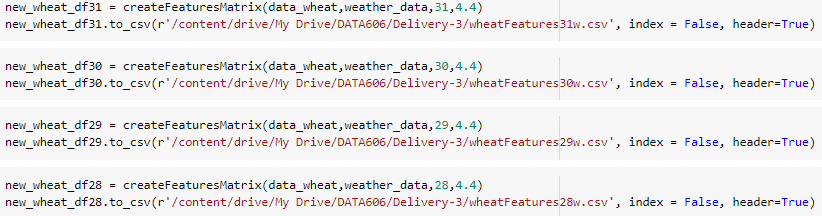 new_wheat_df31 = createFeaturesMatrix(data_wheat,weather_data,31,4.4)
new_wheat_df31.to_csv(r'/content/drive/My Drive/DATA606/Delivery-3/wheatFeatures31w.csv', index = False, header=True)
new_wheat_df30 = createFeaturesMatrix(data_wheat,weather_data,30,4.4)
new_wheat_df30.to_csv(r'/content/drive/My Drive/DATA606/Delivery-3/wheatFeatures30w.csv', index = False, header=True)
new_wheat_df29 = createFeaturesMatrix(data_wheat,weather_data,29,4.4)
new_wheat_df29.to_csv(r'/content/drive/My Drive/DATA606/Delivery-3/wheatFeatures29w.csv', index = False, header=True)
new_wheat_df28 = createFeaturesMatrix(data_wheat,weather_data,28,4.4)
new_wheat_df28.to_csv(r'/content/drive/My Drive/DATA606/Delivery-3/wheatFeatures28w.csv', index = False, header=True)